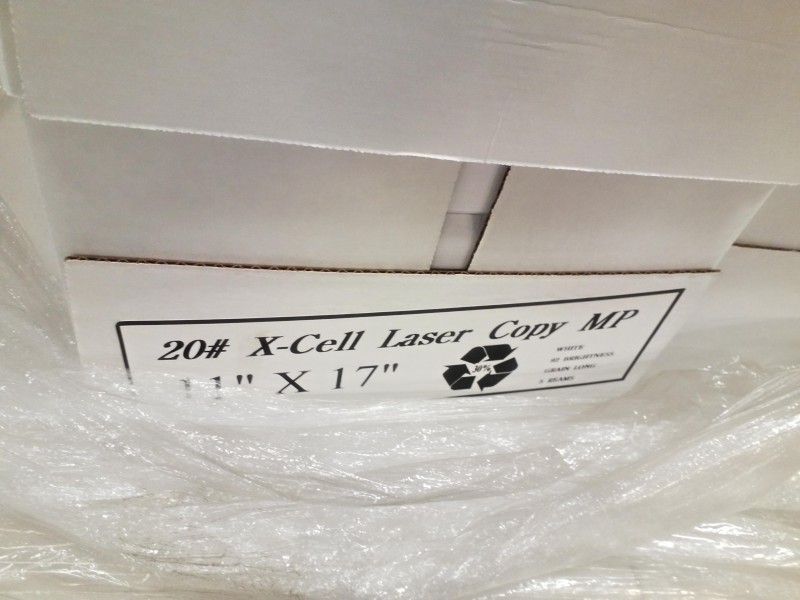 20# X-Cell Laser Copy MP
11" X 17"
30%
WHITE
92 BRIGHTNESS
GRAIN LONG
5 REAMS